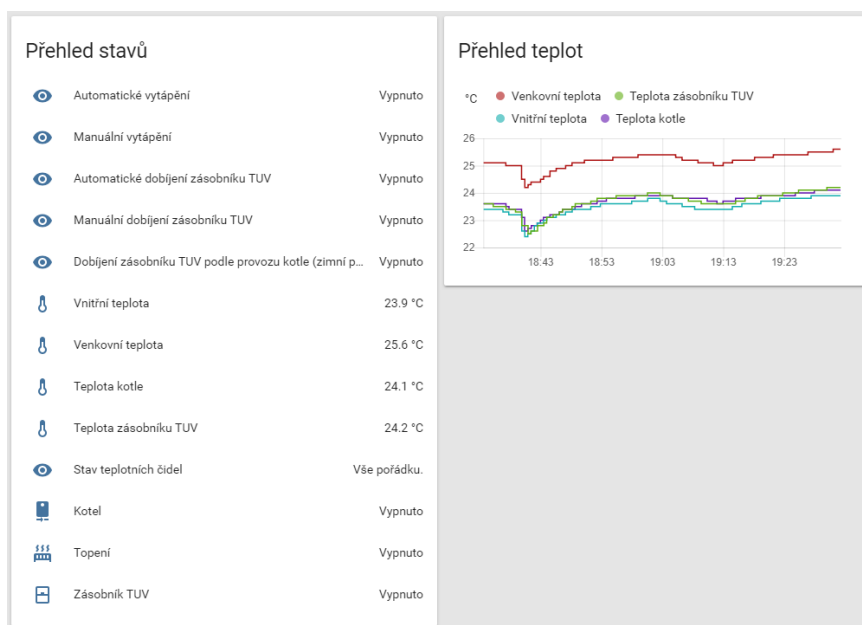 Přehled stavů
Automatické vytápění Vypnuto
Manuální vytápění Vypnuto
Automatické dobíjení zásobníku TUV Vypnuto
Manuální dobíjení zásobníku TUV Vypnuto
Dobíjení zásobníku TUV podle provozu kotle (zimní p... Vypnuto
Vnitřní teplota 23.9 °C
Venkovní teplota 25.6 °C
Teplota kotle 24.1 °C
Teplota zásobníku TUV 24.2 °C
Stav teplotních čidel Vše pořádku.
Kotel Vypnuto
Topení Vypnuto
Zásobník TUV Vypnuto
Přehled teplot
°C Venkovní teplota Teplota zásobníku TUV
Vnitřní teplota Teplota kotle
26
25
24
23
22
18:43 18:53 19:03 19:13 19:23